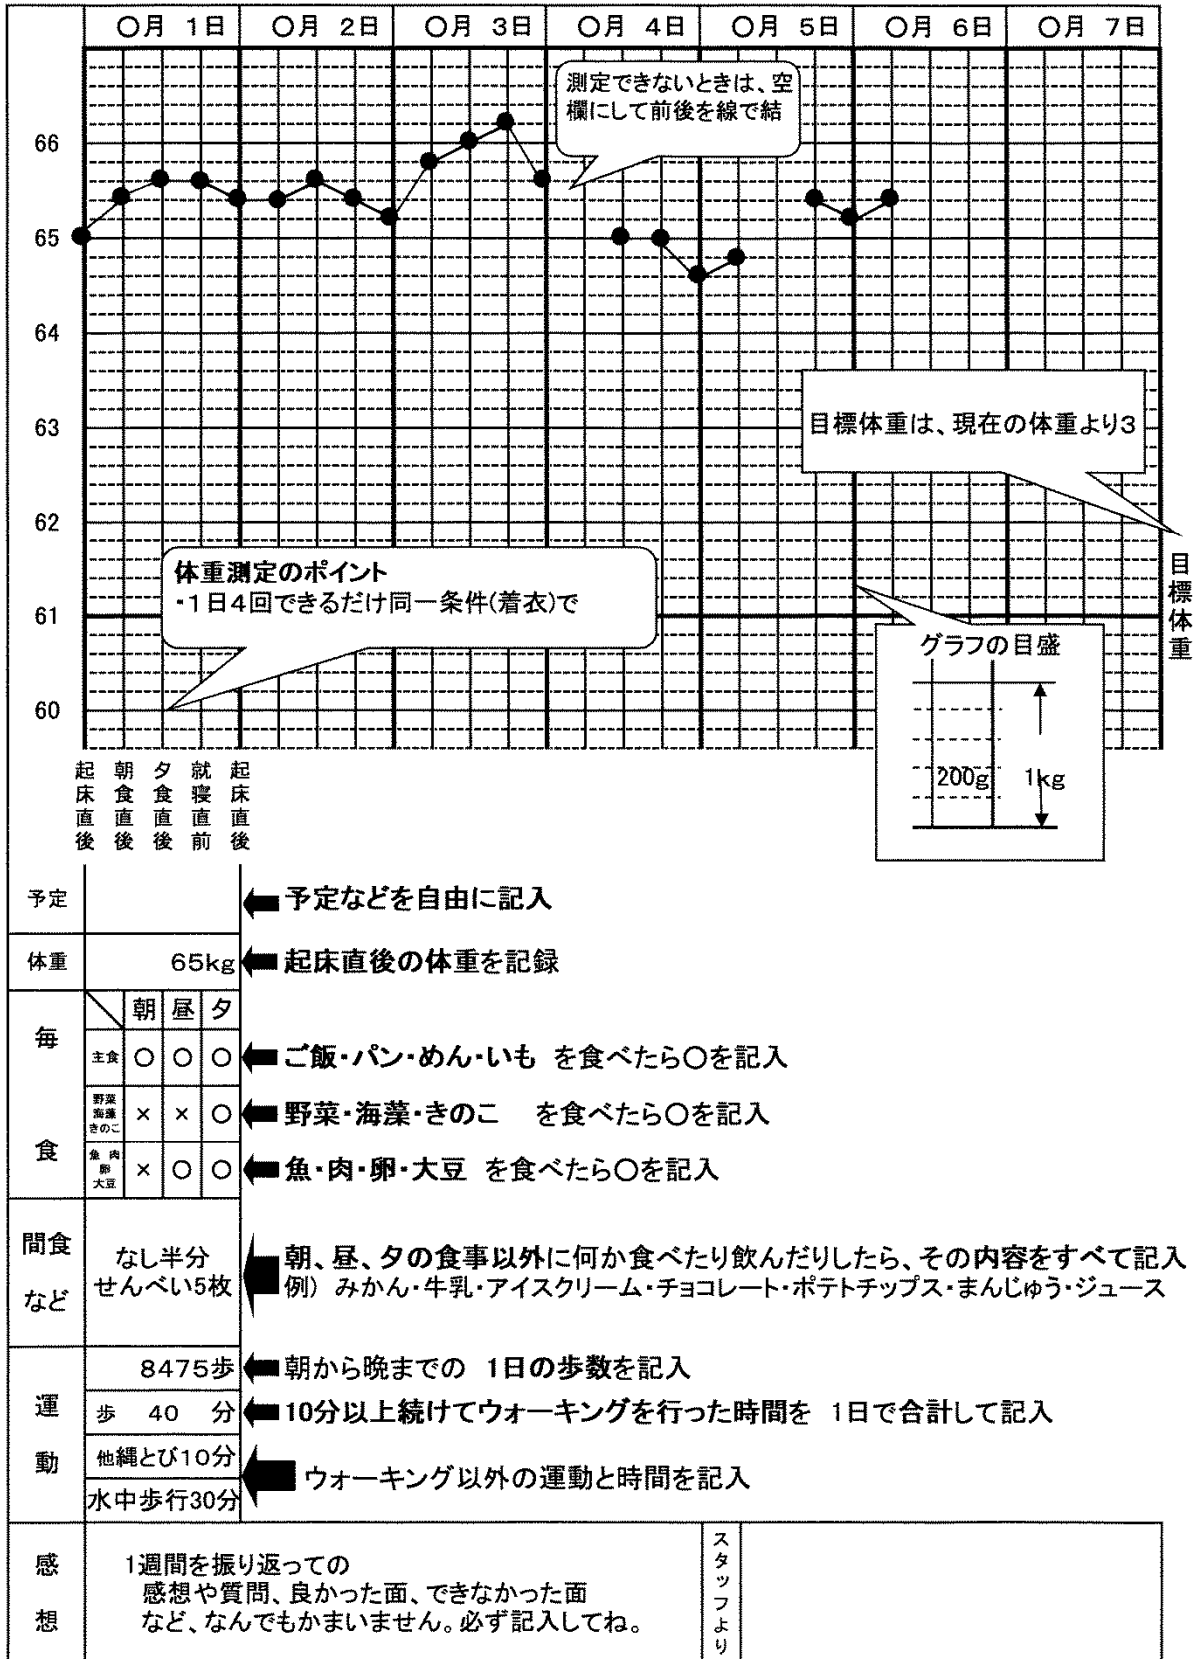 〇月 1日 〇月 2日 〇月 3日 〇月 4日 〇月 5日 〇月 6日 〇月 7日
測定できないときは、空
欄にして前後を線で結
66
65
64
63
目標体重は、現在の体重より3
62
目標体重
体重測定のポイント
・1日4回できるだけ同一条件(着衣)で
61
グラフの目盛
200g 1kg
60
起床直後 朝食直後 夕食直後 就寝直前 起床直後
予定 予定などを自由に記入
体重 65kg 起床直後の体重を記録
毎食
朝 昼 夕
主食 〇 〇 〇 ご飯・パン・めん・いも を食べたら〇を記入
野菜
海藻
きのこ
× × 〇 野菜・海藻・きのこ を食べたら〇を記入
魚 肉
卵
大豆
× 〇 〇 魚・肉・卵・大豆 を食べたら〇を記入
間食
など
なし半分
せんべい5枚
朝、昼、夕の食事以外に何か食べたり飲んだりしたら、その内容をすべて記入
例) みかん・牛乳・アイスクリーム・チョコレート・ポテトチップス・まんじゅう・ジュース
運動
8475歩 朝から晩までの 1日の歩数を記入
歩 40 分 10分以上続けてウォーキングを行った時間を 1日で合計して記入
他縄とび10分
水中歩行30分
ウォーキング以外の運動と時間を記入
感想
1週間を振り返っての
感想や質問、良かった面、できなかった面
など、なんでもかまいません。必ず記入してね。
スタッフより